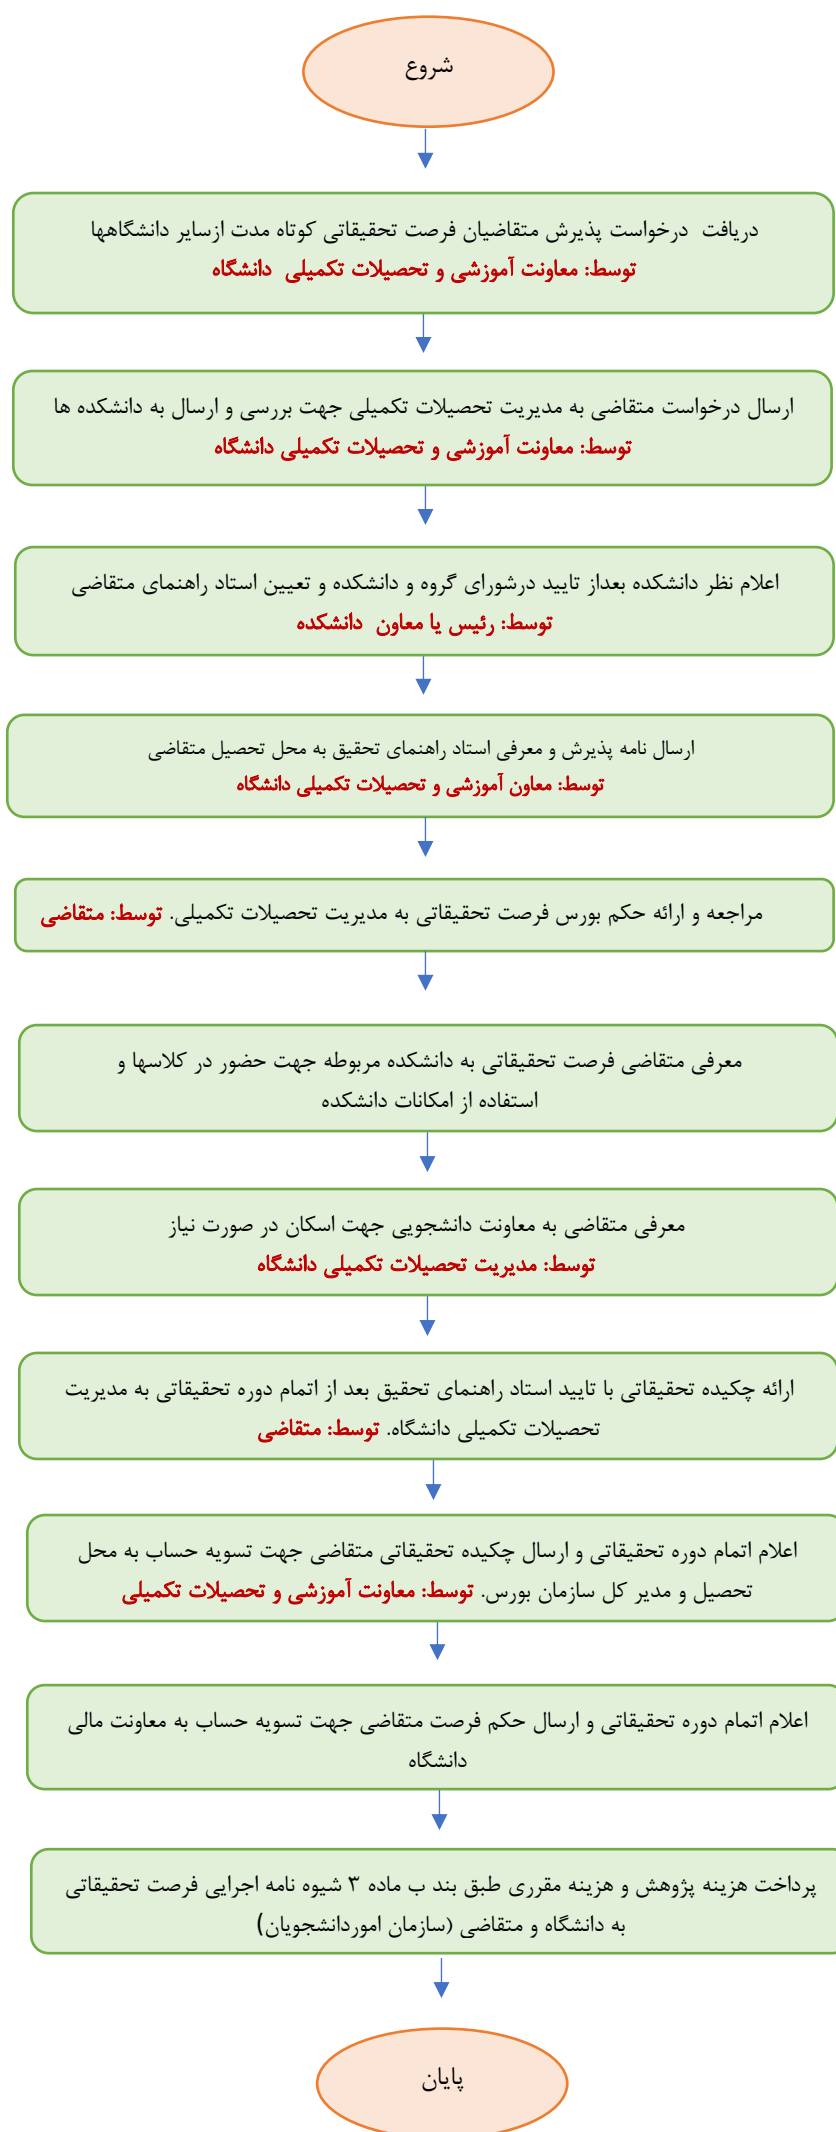 شروع
دریافت درخواست پذیرش متقاضیان فرصت تحقیقاتی کوتاه مدت ازسایر دانشگاهها
توسط: معاونت آموزشی و تحصیلات تکمیلی دانشگاه
ارسال درخواست متقاضی به مدیریت تحصیلات تکمیلی جهت بررسی و ارسال به دانشکده ها
توسط: معاونت آموزشی و تحصیلات تکمیلی دانشگاه
اعلام نظر دانشکده بعداز تایید درشورای گروه و دانشکده و تعیین استاد راهنمای متقاضی
توسط: رئیس یا معاون دانشکده
ارسال نامه پذیرش و معرفی استاد راهنمای تحقیق به محل تحصیل متقاضی
توسط: معاون آموزشی و تحصیلات تکمیلی دانشگاه
مراجعه و ارائه حکم بورس فرصت تحقیقاتی به مدیریت تحصیلات تکمیلی. توسط: متقاضی
معرفی متقاضی فرصت تحقیقاتی به دانشکده مربوطه جهت حضور در کلاسها و
استفاده از امکانات دانشکده
معرفی متقاضی به معاونت دانشجویی جهت اسکان در صورت نیاز
توسط: مدیریت تحصیلات تکمیلی دانشگاه
ارائه چکیده تحقیقاتی با تایید استاد راهنمای تحقیق بعد از اتمام دوره تحقیقاتی به مدیریت
تحصیلات تکمیلی دانشگاه. توسط: متقاضی
اعلام اتمام دوره تحقیقاتی و ارسال چکیده تحقیقاتی متقاضی جهت تسویه حساب به محل
تحصیل و مدیر کل سازمان بورس. توسط: معاونت آموزشی و تحصیلات تکمیلی
اعلام اتمام دوره تحقیقاتی و ارسال حکم فرصت متقاضی جهت تسویه حساب به معاونت مالی
دانشگاه
پرداخت هزینه پژوهش و هزینه مقرری طبق بند ب ماده ۳ شیوه نامه اجرایی فرصت تحقیقاتی
به دانشگاه و متقاضی (سازمان اموردانشجویان)
پایان